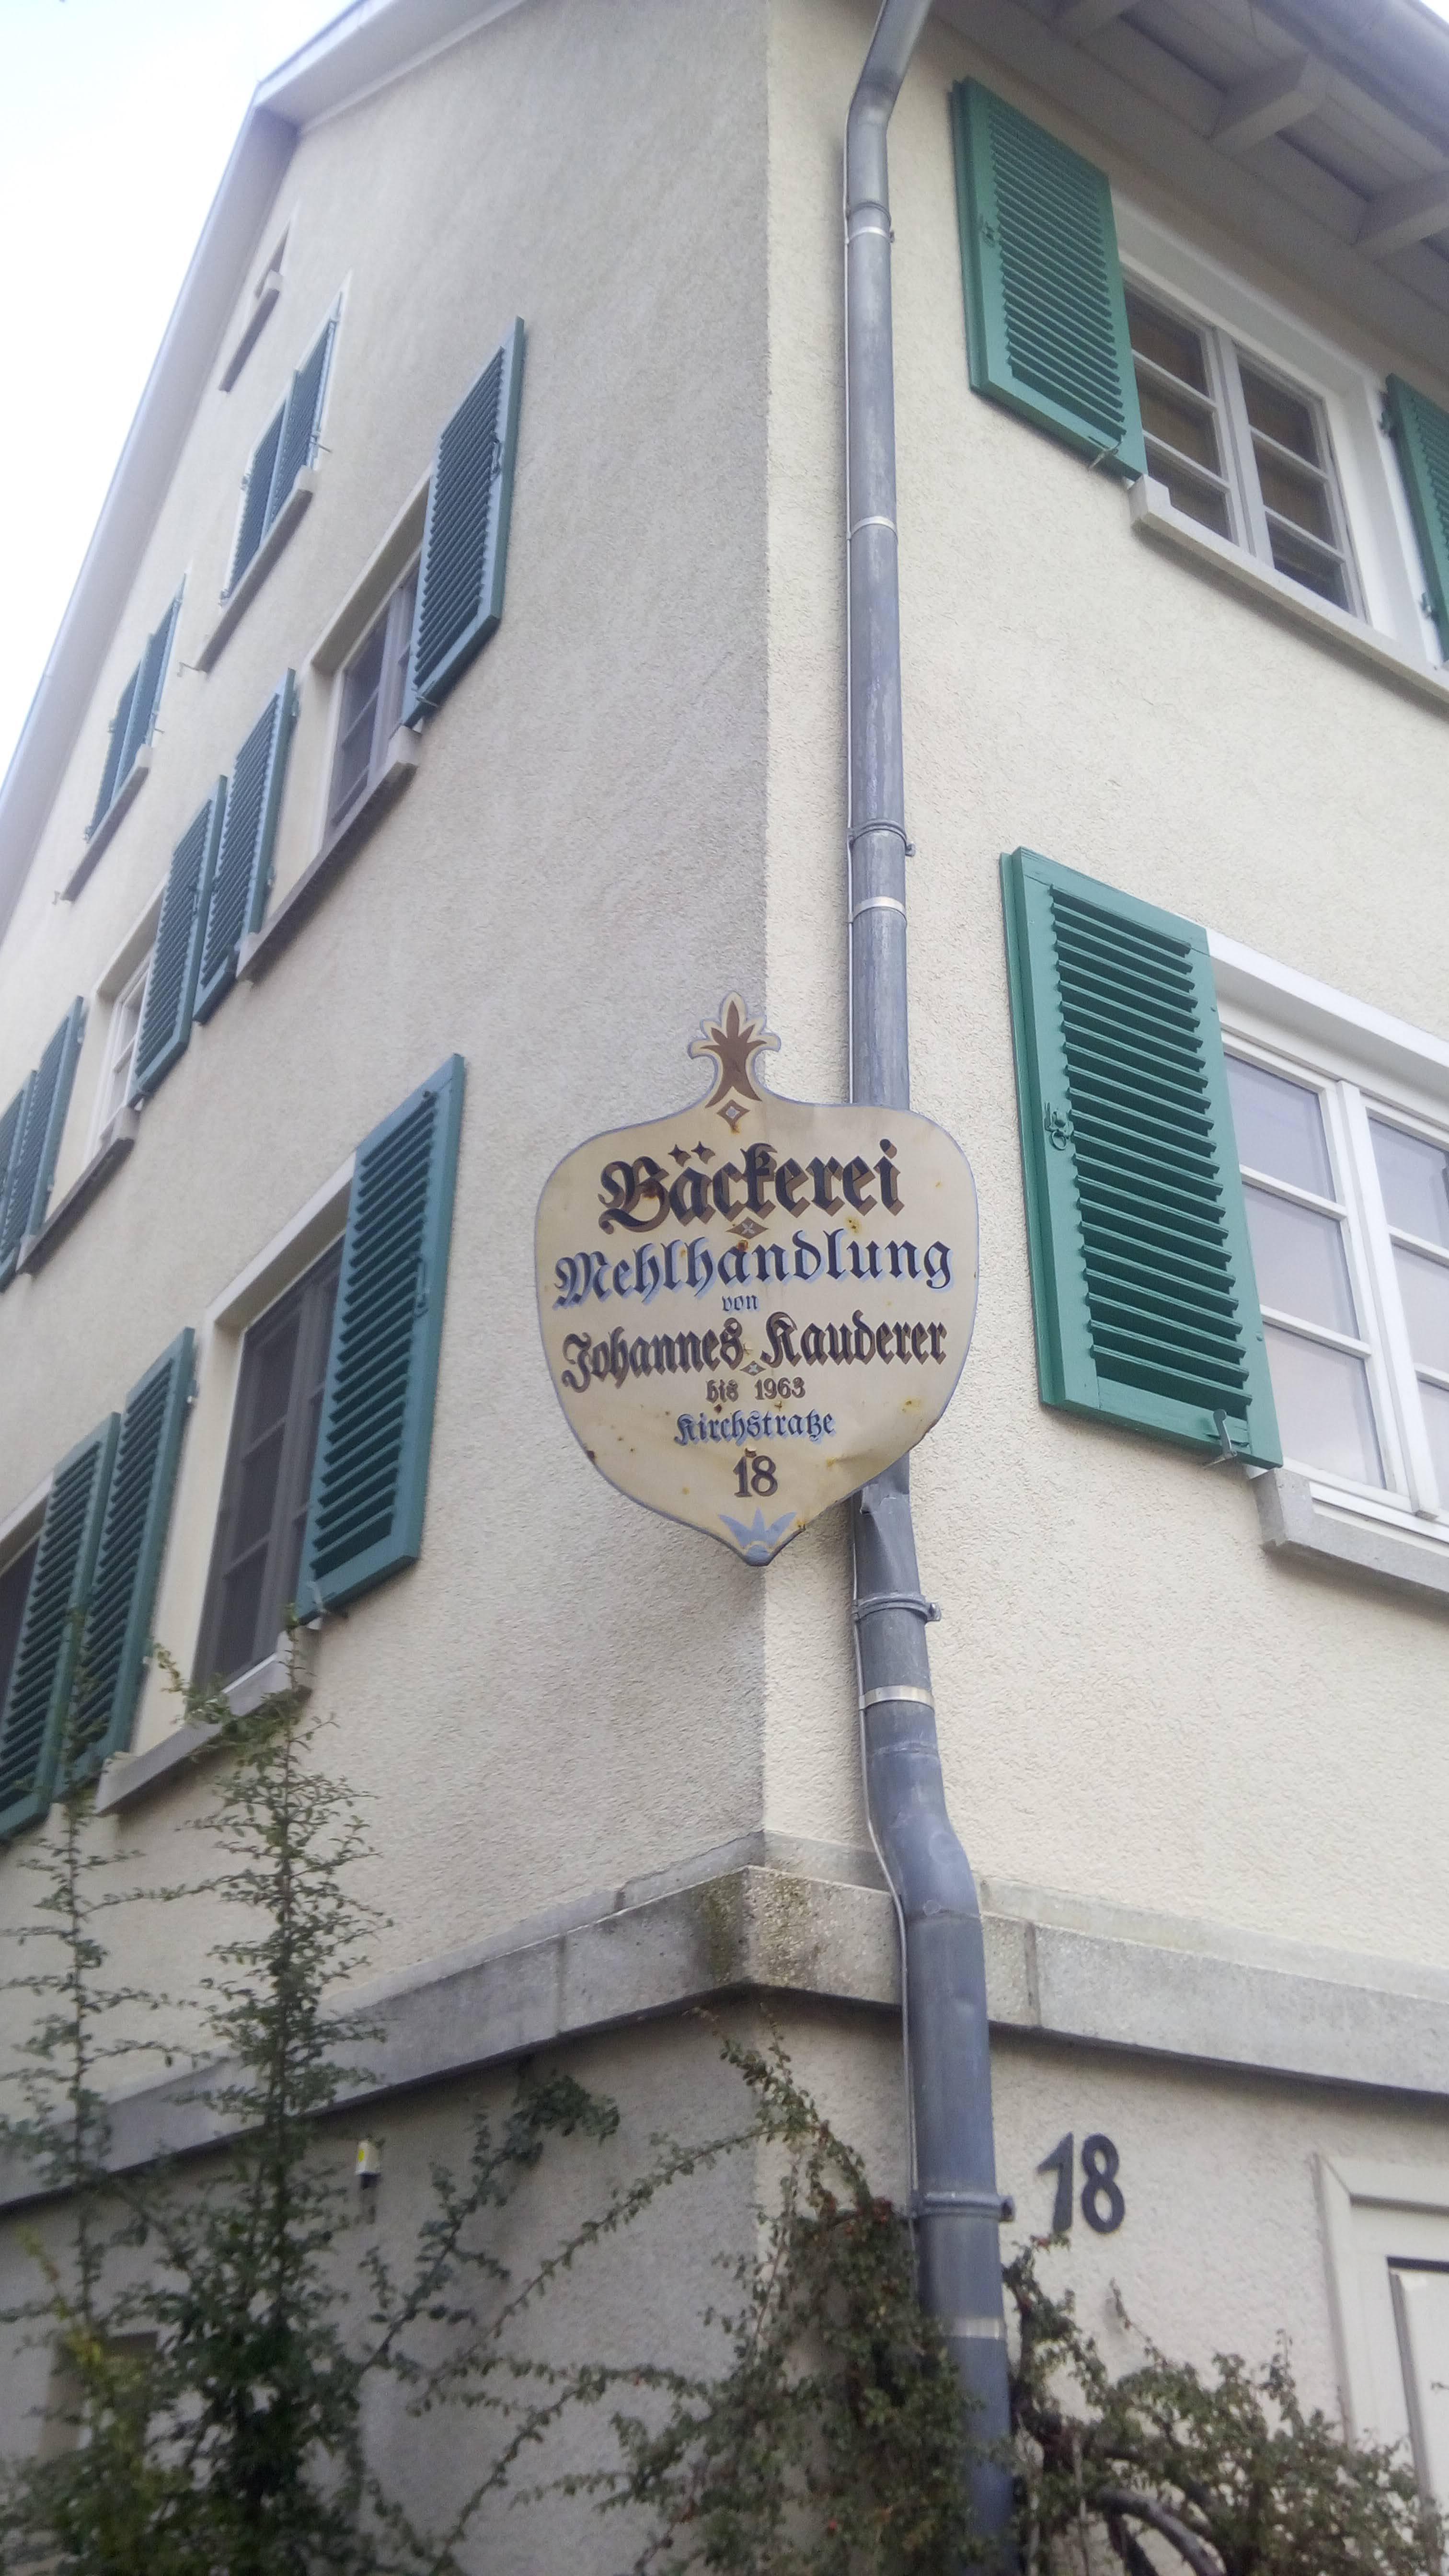 Bäckerei
Mehlhandlung
von
Johannes Kauderer
bis 1963
Kirchstraße
18
18